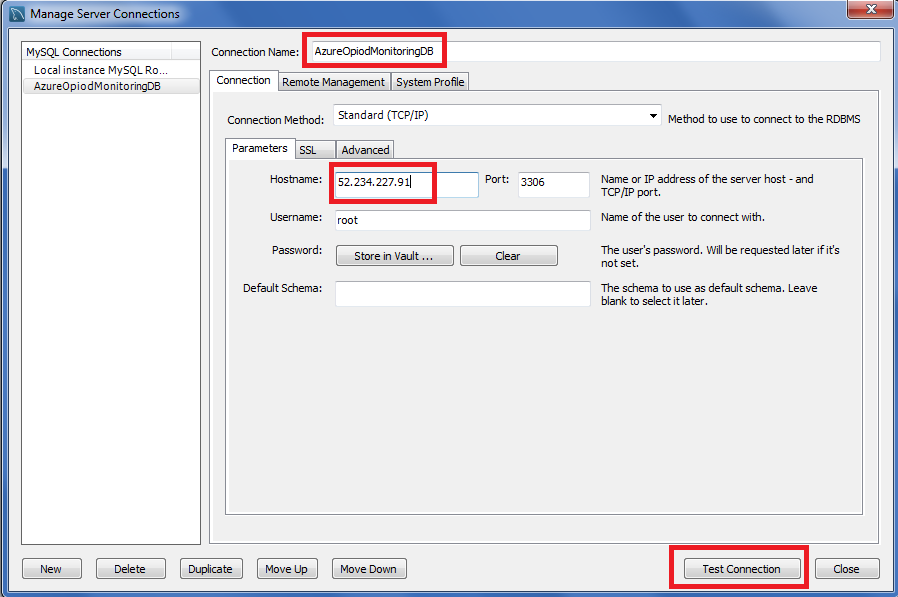 Manage Server Connections
MySQL Connections
Local instance MySQL Ro...
AzureOpiodMonitoringDB
Connection Name: AzureOpiodMonitoringDB
Connection Remote Management System Profile
Connection Method: Standard (TCP/IP) Method to use to connect to the RDBMS
Parameters SSL Advanced
Hostname: 52.234.227.91 Port: 3306 Name or IP address of the server host - and
TCP/IP port.
Username: root Name of the user to connect with.
Password: Store in Vault ... Clear The user's password. Will be requested later if it's
not set.
Default Schema: The schema to use as default schema. Leave
blank to select it later.
New Delete Duplicate Move Up Move Down Test Connection Close